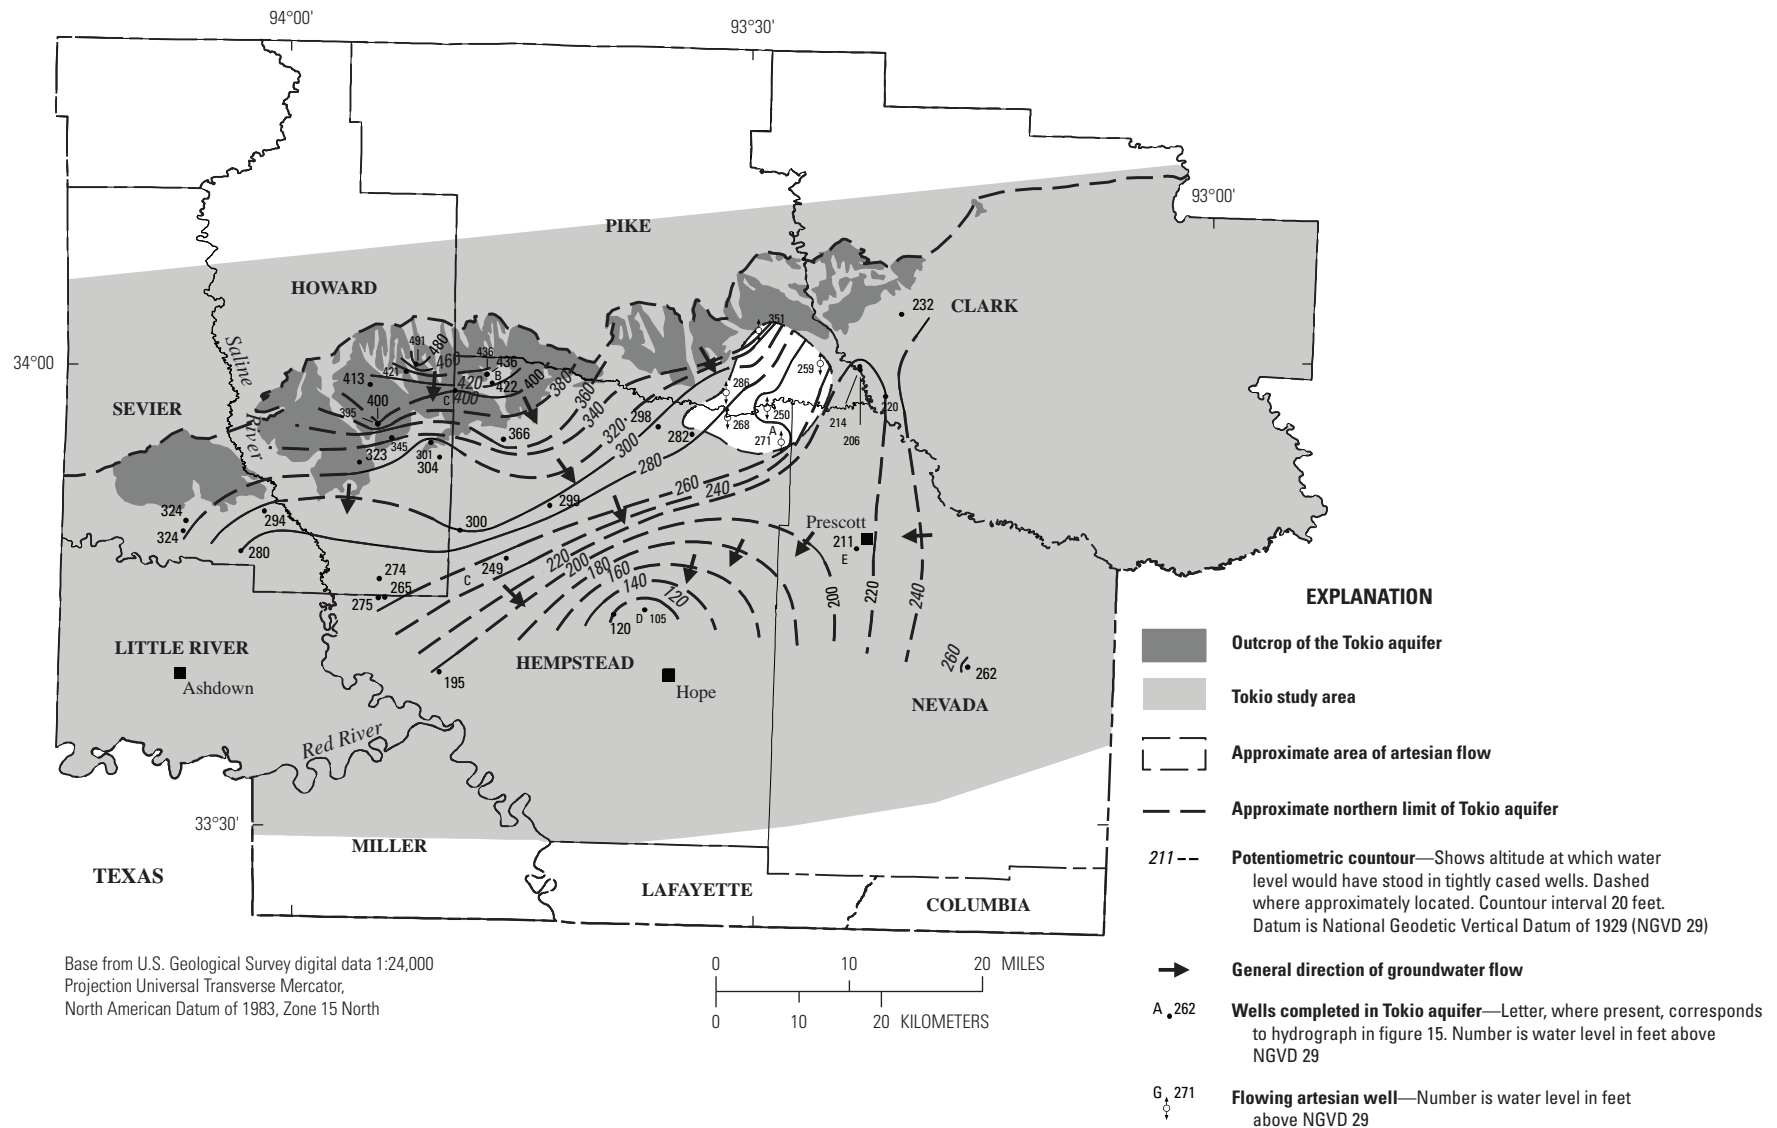 94°00'
93°30'
93°00'
PIKE
HOWARD
CLARK
232
351
34°00'
Saline
River
SEVIER
491
480
460
436
436
B
421
413
420
422
400
380
360
340
320
300
280
C
400
400
395
345
323
301
304
366
298
282
286
268
259
250
A
271
214
206
220
260
240
324
324
294
280
300
299
Prescott
211
E
274
265
275
C
249
220
200
180
160
140
120
120
D
105
200
220
240
260
262
195
LITTLE RIVER
Ashdown
HEMPSTEAD
Hope
NEVADA
Red River
33°30'
MILLER
TEXAS
LAFAYETTE
COLUMBIA
Base from U.S. Geological Survey digital data 1:24,000
Projection Universal Transverse Mercator,
North American Datum of 1983, Zone 15 North
0 10 20 MILES
0 10 20 KILOMETERS
EXPLANATION
Outcrop of the Tokio aquifer
Tokio study area
Approximate area of artesian flow
Approximate northern limit of Tokio aquifer
211 Potentiometric countour—Shows altitude at which water
level would have stood in tightly cased wells. Dashed
where approximately located. Countour interval 20 feet.
Datum is National Geodetic Vertical Datum of 1929 (NGVD 29)
General direction of groundwater flow
A 262 Wells completed in Tokio aquifer—Letter, where present, corresponds
to hydrograph in figure 15. Number is water level in feet above
NGVD 29
G 271 Flowing artesian well—Number is water level in feet
above NGVD 29